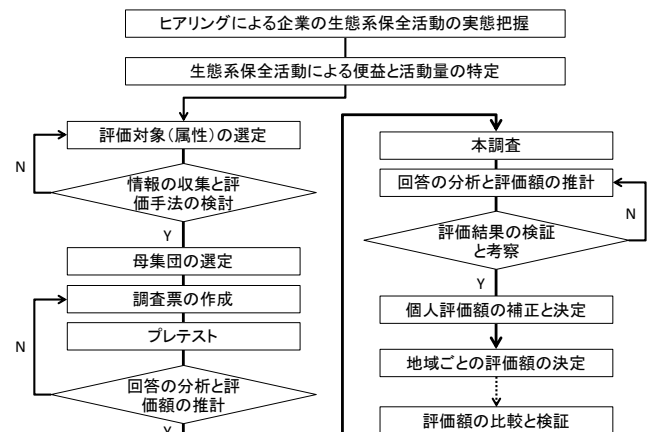 ヒアリングによる企業の生態系保全活動の実態把握
生態系保全活動による便益と活動量の特定
評価対象（属性）の選定
N
情報の収集と評
価手法の検討
Y
母集団の選定
調査票の作成
プレテスト
N
回答の分析と評
価額の推計
Y
本調査
回答の分析と評価額の推計
N
評価結果の検証
と考察
Y
個人評価額の補正と決定
地域ごとの評価額の決定
評価額の比較と検証